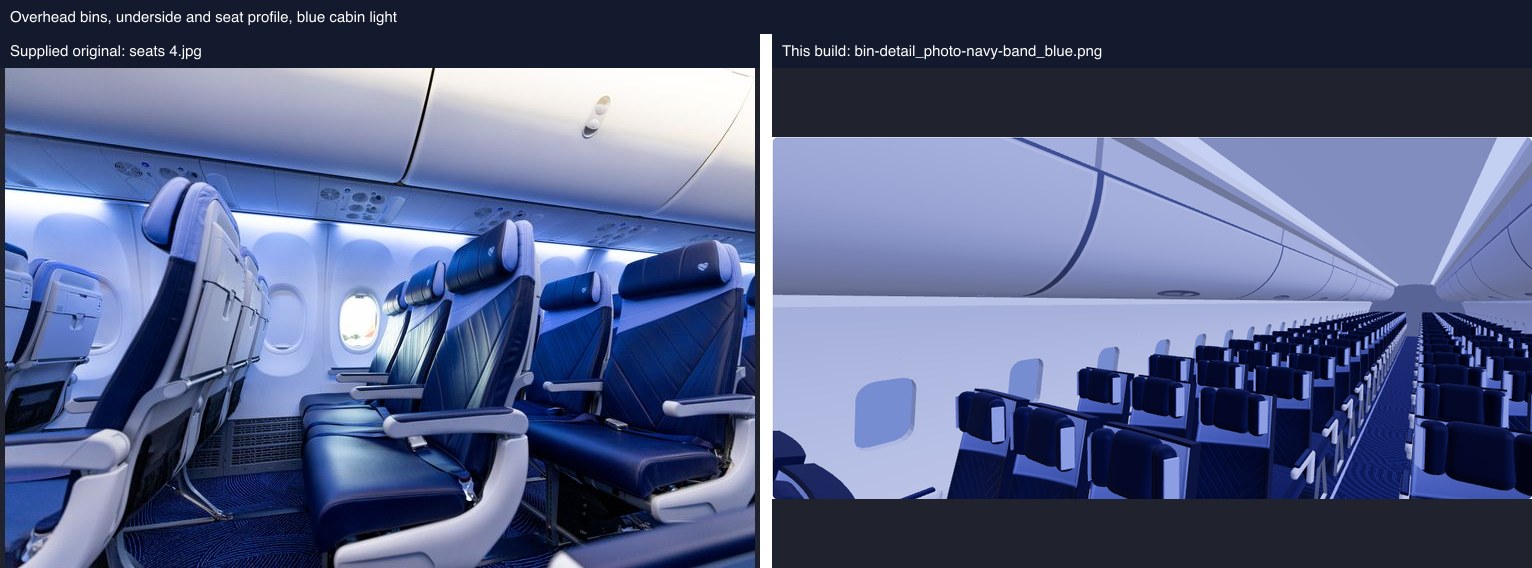 Overhead bins, underside and seat profile, blue cabin light
Supplied original: seats 4.jpg
This build: bin-detail_photo-navy-band_blue.png